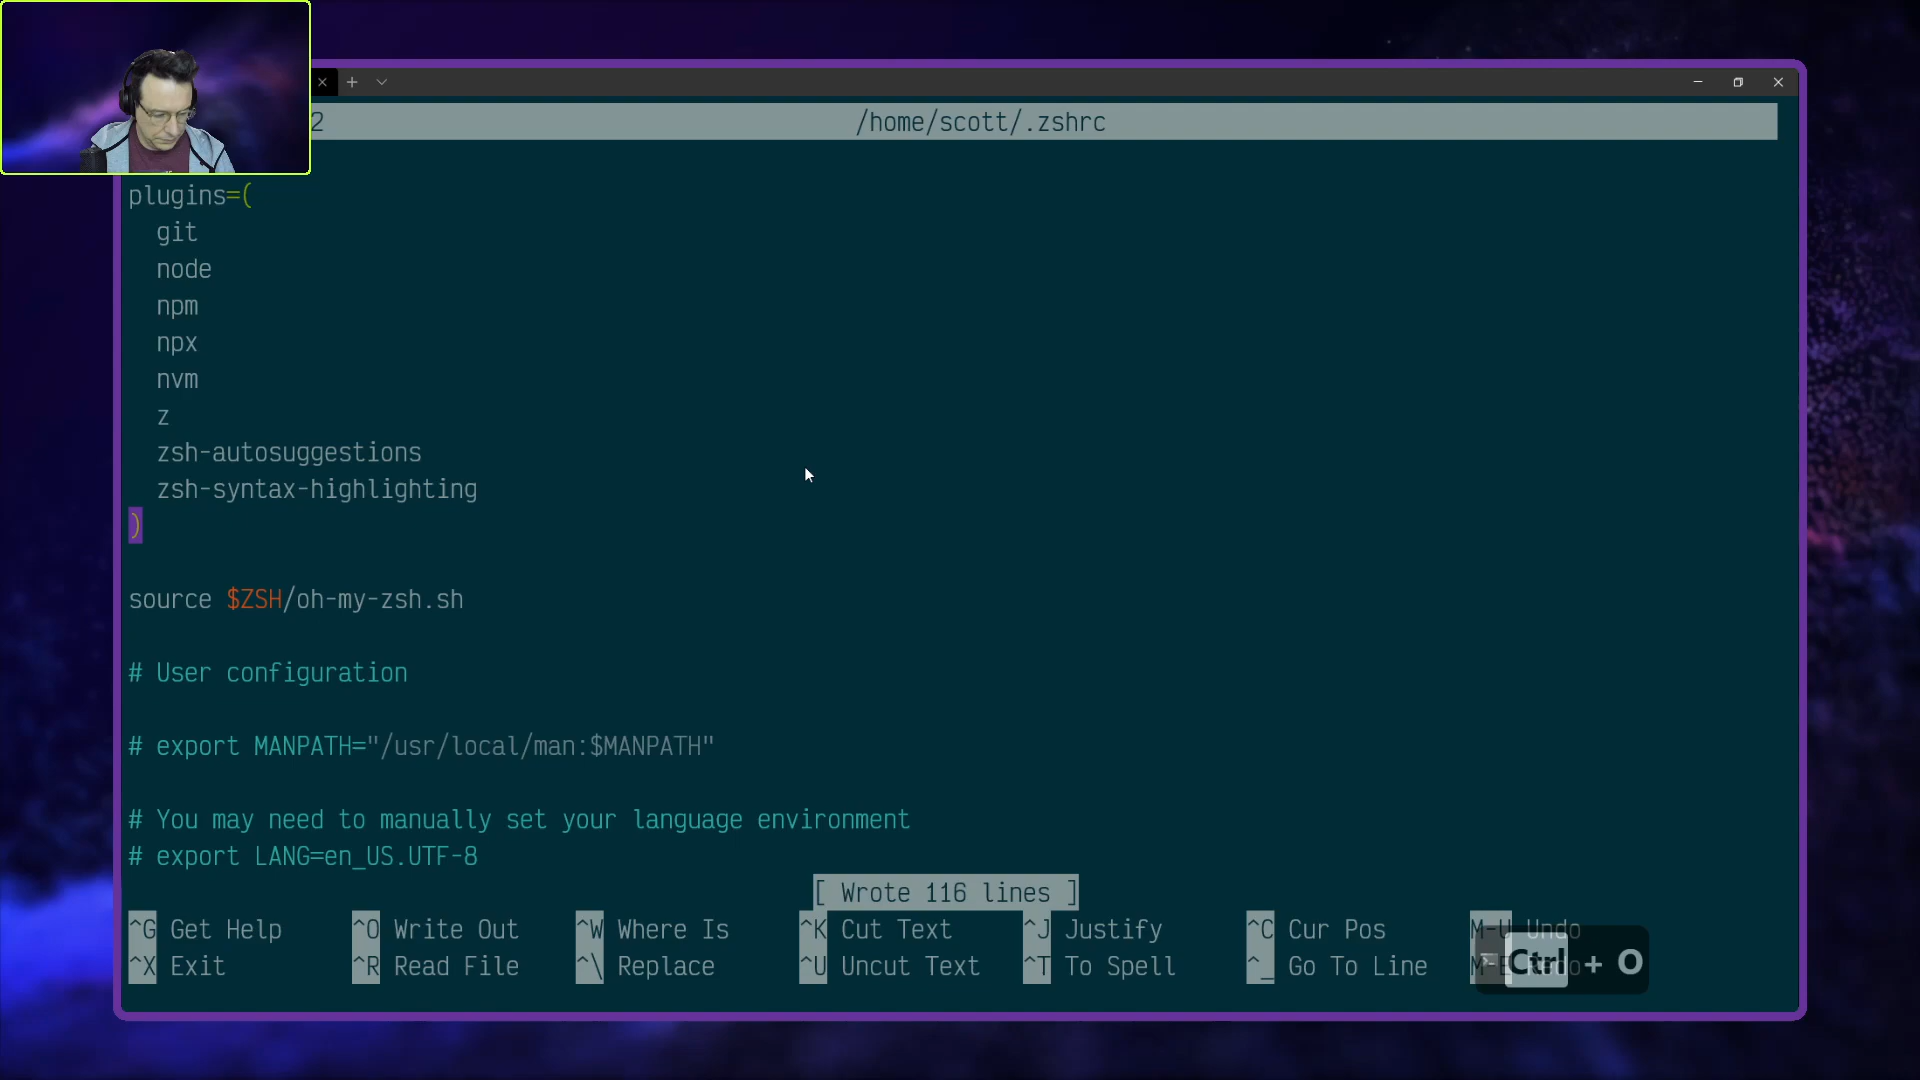 2 /home/scott/.zshrc
plugins=(
git
node
npm
npx
nvm
z
zsh-autosuggestions
zsh-syntax-highlighting
)
source $ZSH/oh-my-zsh.sh
# User configuration
# export MANPATH="/usr/local/man:$MANPATH"
# You may need to manually set your language environment
# export LANG=en_US.UTF-8
[ Wrote 116 lines ]
^G Get Help ^O Write Out ^W Where Is ^K Cut Text ^J Justify ^C Cur Pos M-U Undo
^X Exit ^R Read File ^\ Replace ^U Uncut Text ^T To Spell ^_ Go To Line M-E Redo
Ctrl + O